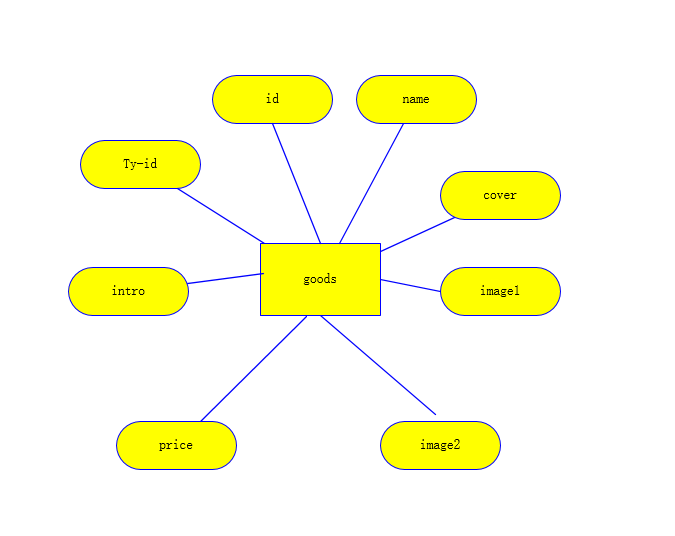 id
name
Ty-id
cover
goods
intro
image1
price
image2